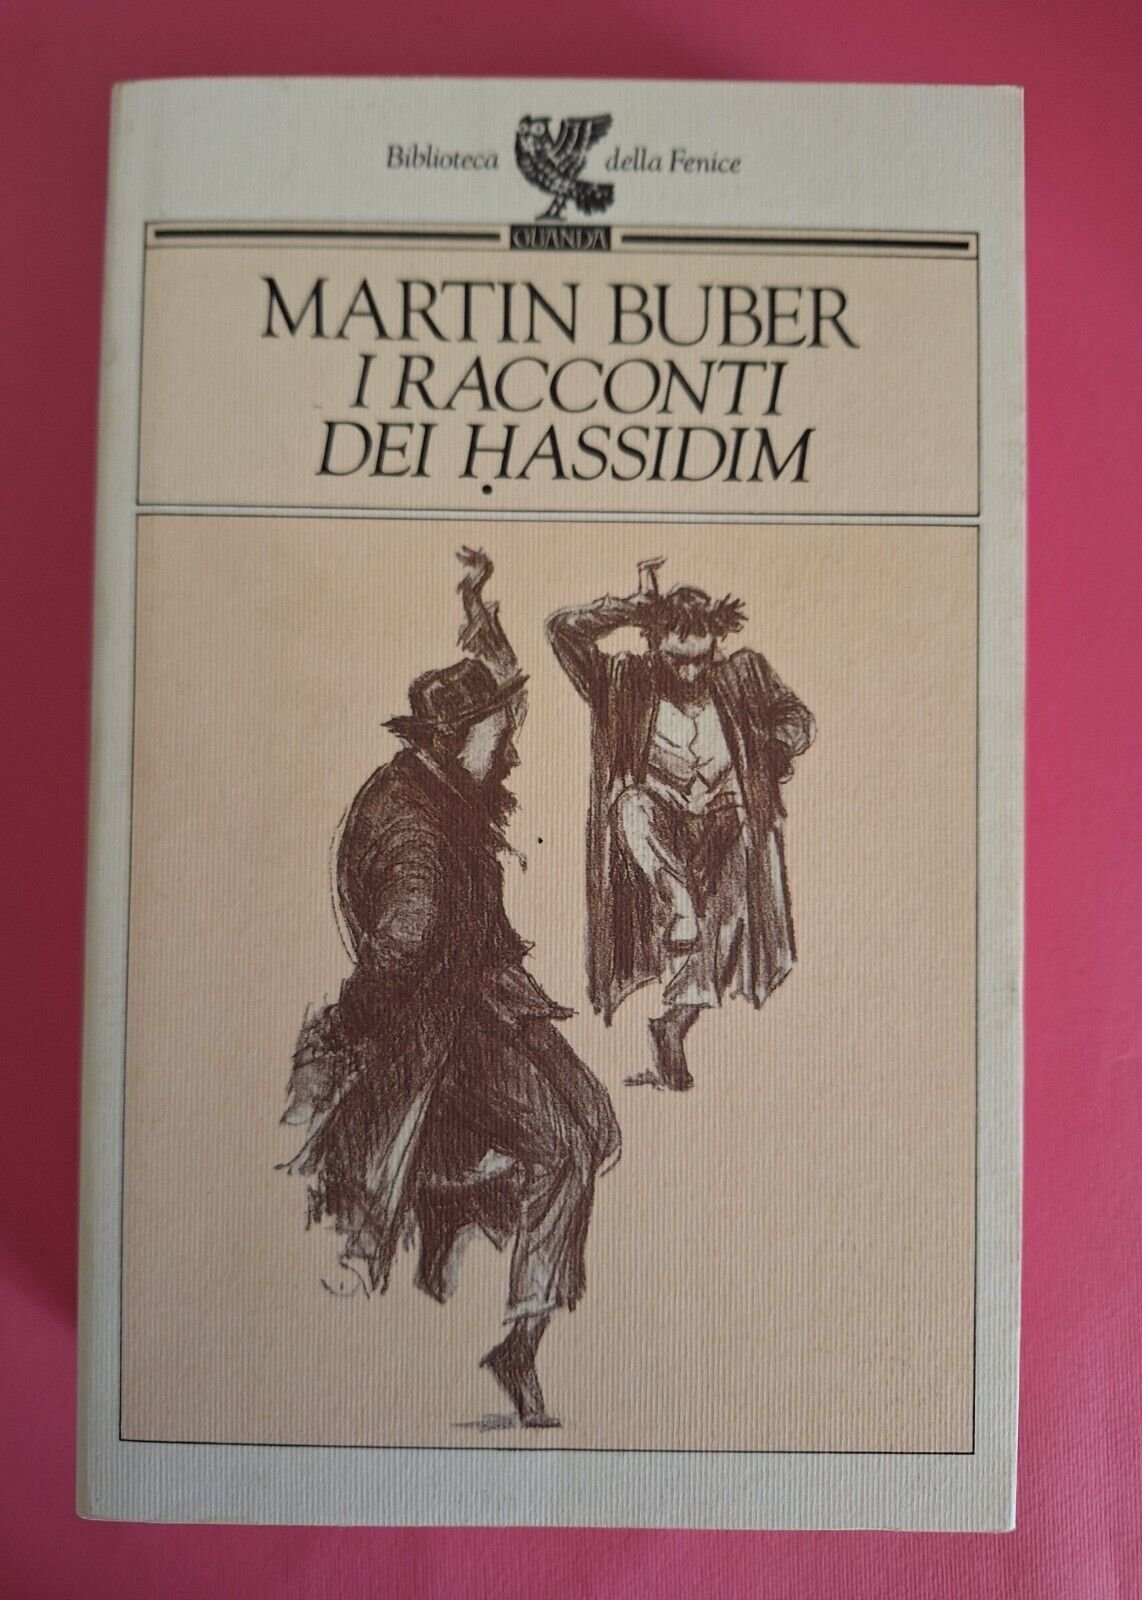 Biblioteca della Fenice
GUANDA
MARTIN BUBER
I RACCONTI
DEI ḤASSIDIM